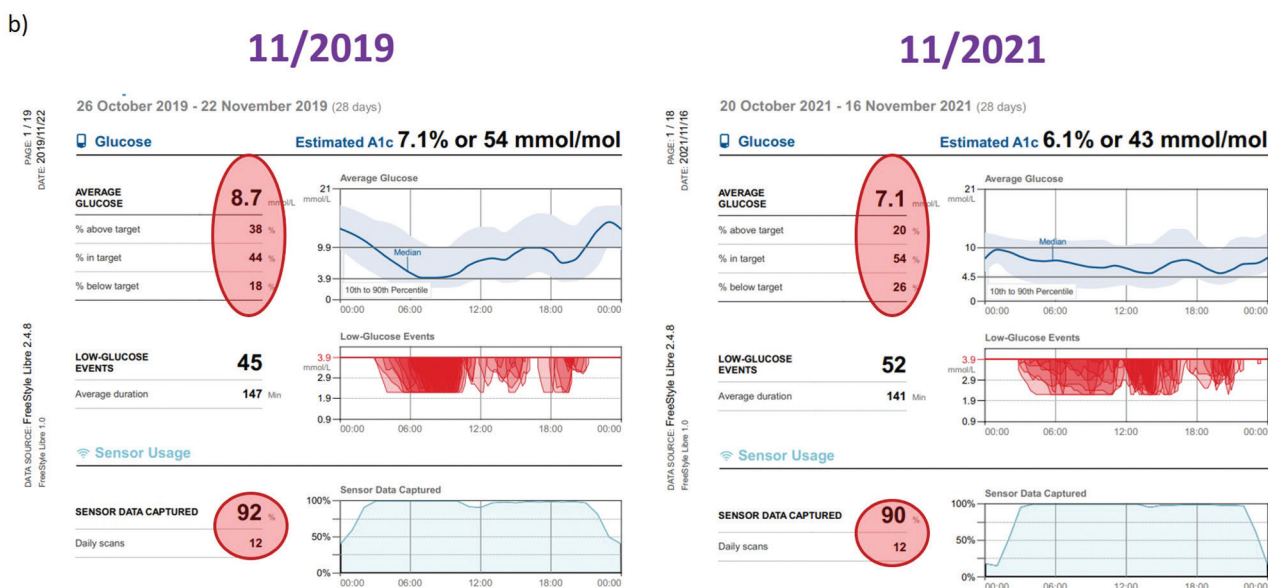 b)
11/2019
26 October 2019 - 22 November 2019 (28 days)
PAGE: 1 / 19
DATE: 2019/11/22
Glucose
Estimated A1c 7.1% or 54 mmol/mol
AVERAGE
GLUCOSE
8.7 mmol/L
% above target 38 %
% in target 44 %
% below target 18 %
Average Glucose
21
mmol/L
9.9
3.9
0
Median
10th to 90th Percentile
00:00 06:00 12:00 18:00 00:00
DATA SOURCE: FreeStyle Libre 2.4.8
FreeStyle Libre 1.0
LOW-GLUCOSE
EVENTS
45
Average duration 147 Min
Low-Glucose Events
3.9
mmol/L
2.9
1.9
0.9
00:00 06:00 12:00 18:00 00:00
Sensor Usage
SENSOR DATA CAPTURED 92 %
Daily scans 12
Sensor Data Captured
100%
50%
0%
00:00 06:00 12:00 18:00 00:00
11/2021
20 October 2021 - 16 November 2021 (28 days)
PAGE: 1 / 18
DATE: 2021/11/16
Glucose
Estimated A1c 6.1% or 43 mmol/mol
AVERAGE
GLUCOSE
7.1 mmol/L
% above target 20 %
% in target 54 %
% below target 26 %
Average Glucose
21
mmol/L
10
4.5
0
Median
10th to 90th Percentile
00:00 06:00 12:00 18:00 00:00
DATA SOURCE: FreeStyle Libre 2.4.8
FreeStyle Libre 1.0
LOW-GLUCOSE
EVENTS
52
Average duration 141 Min
Low-Glucose Events
3.9
mmol/L
2.9
1.9
0.9
00:00 06:00 12:00 18:00 00:00
Sensor Usage
SENSOR DATA CAPTURED 90 %
Daily scans 12
Sensor Data Captured
100%
50%
0%
00:00 06:00 12:00 18:00 00:00